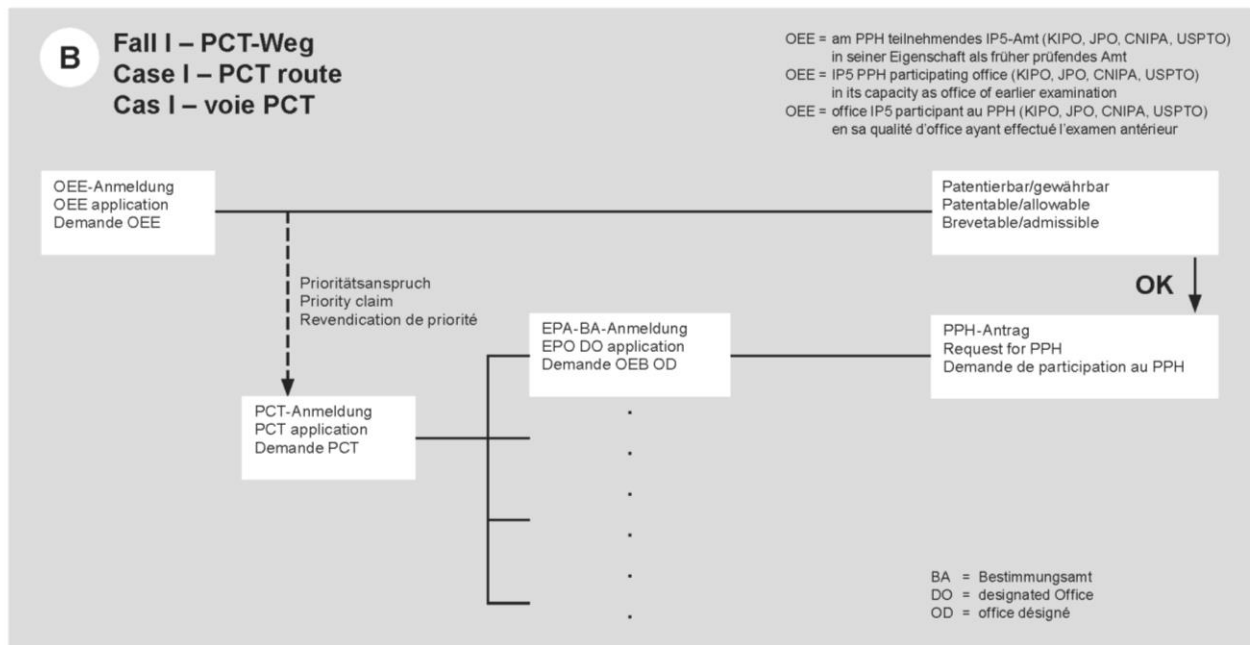 B
Fall I – PCT-Weg
Case I – PCT route
Cas I – voie PCT
OEE = am PPH teilnehmendes IP5-Amt (KIPO, JPO, CNIPA, USPTO)
in seiner Eigenschaft als früher prüfendes Amt
OEE = IP5 PPH participating office (KIPO, JPO, CNIPA, USPTO)
in its capacity as office of earlier examination
OEE = office IP5 participant au PPH (KIPO, JPO, CNIPA, USPTO)
en sa qualité d'office ayant effectué l'examen antérieur
OEE-Anmeldung
OEE application
Demande OEE
Patentierbar/gewährbar
Patentable/allowable
Brevetable/admissible
Prioritätsanspruch
Priority claim
Revendication de priorité
OK
EPA-BA-Anmeldung
EPO DO application
Demande OEB OD
PPH-Antrag
Request for PPH
Demande de participation au PPH
PCT-Anmeldung
PCT application
Demande PCT
BA = Bestimmungsamt
DO = designated Office
OD = office désigné